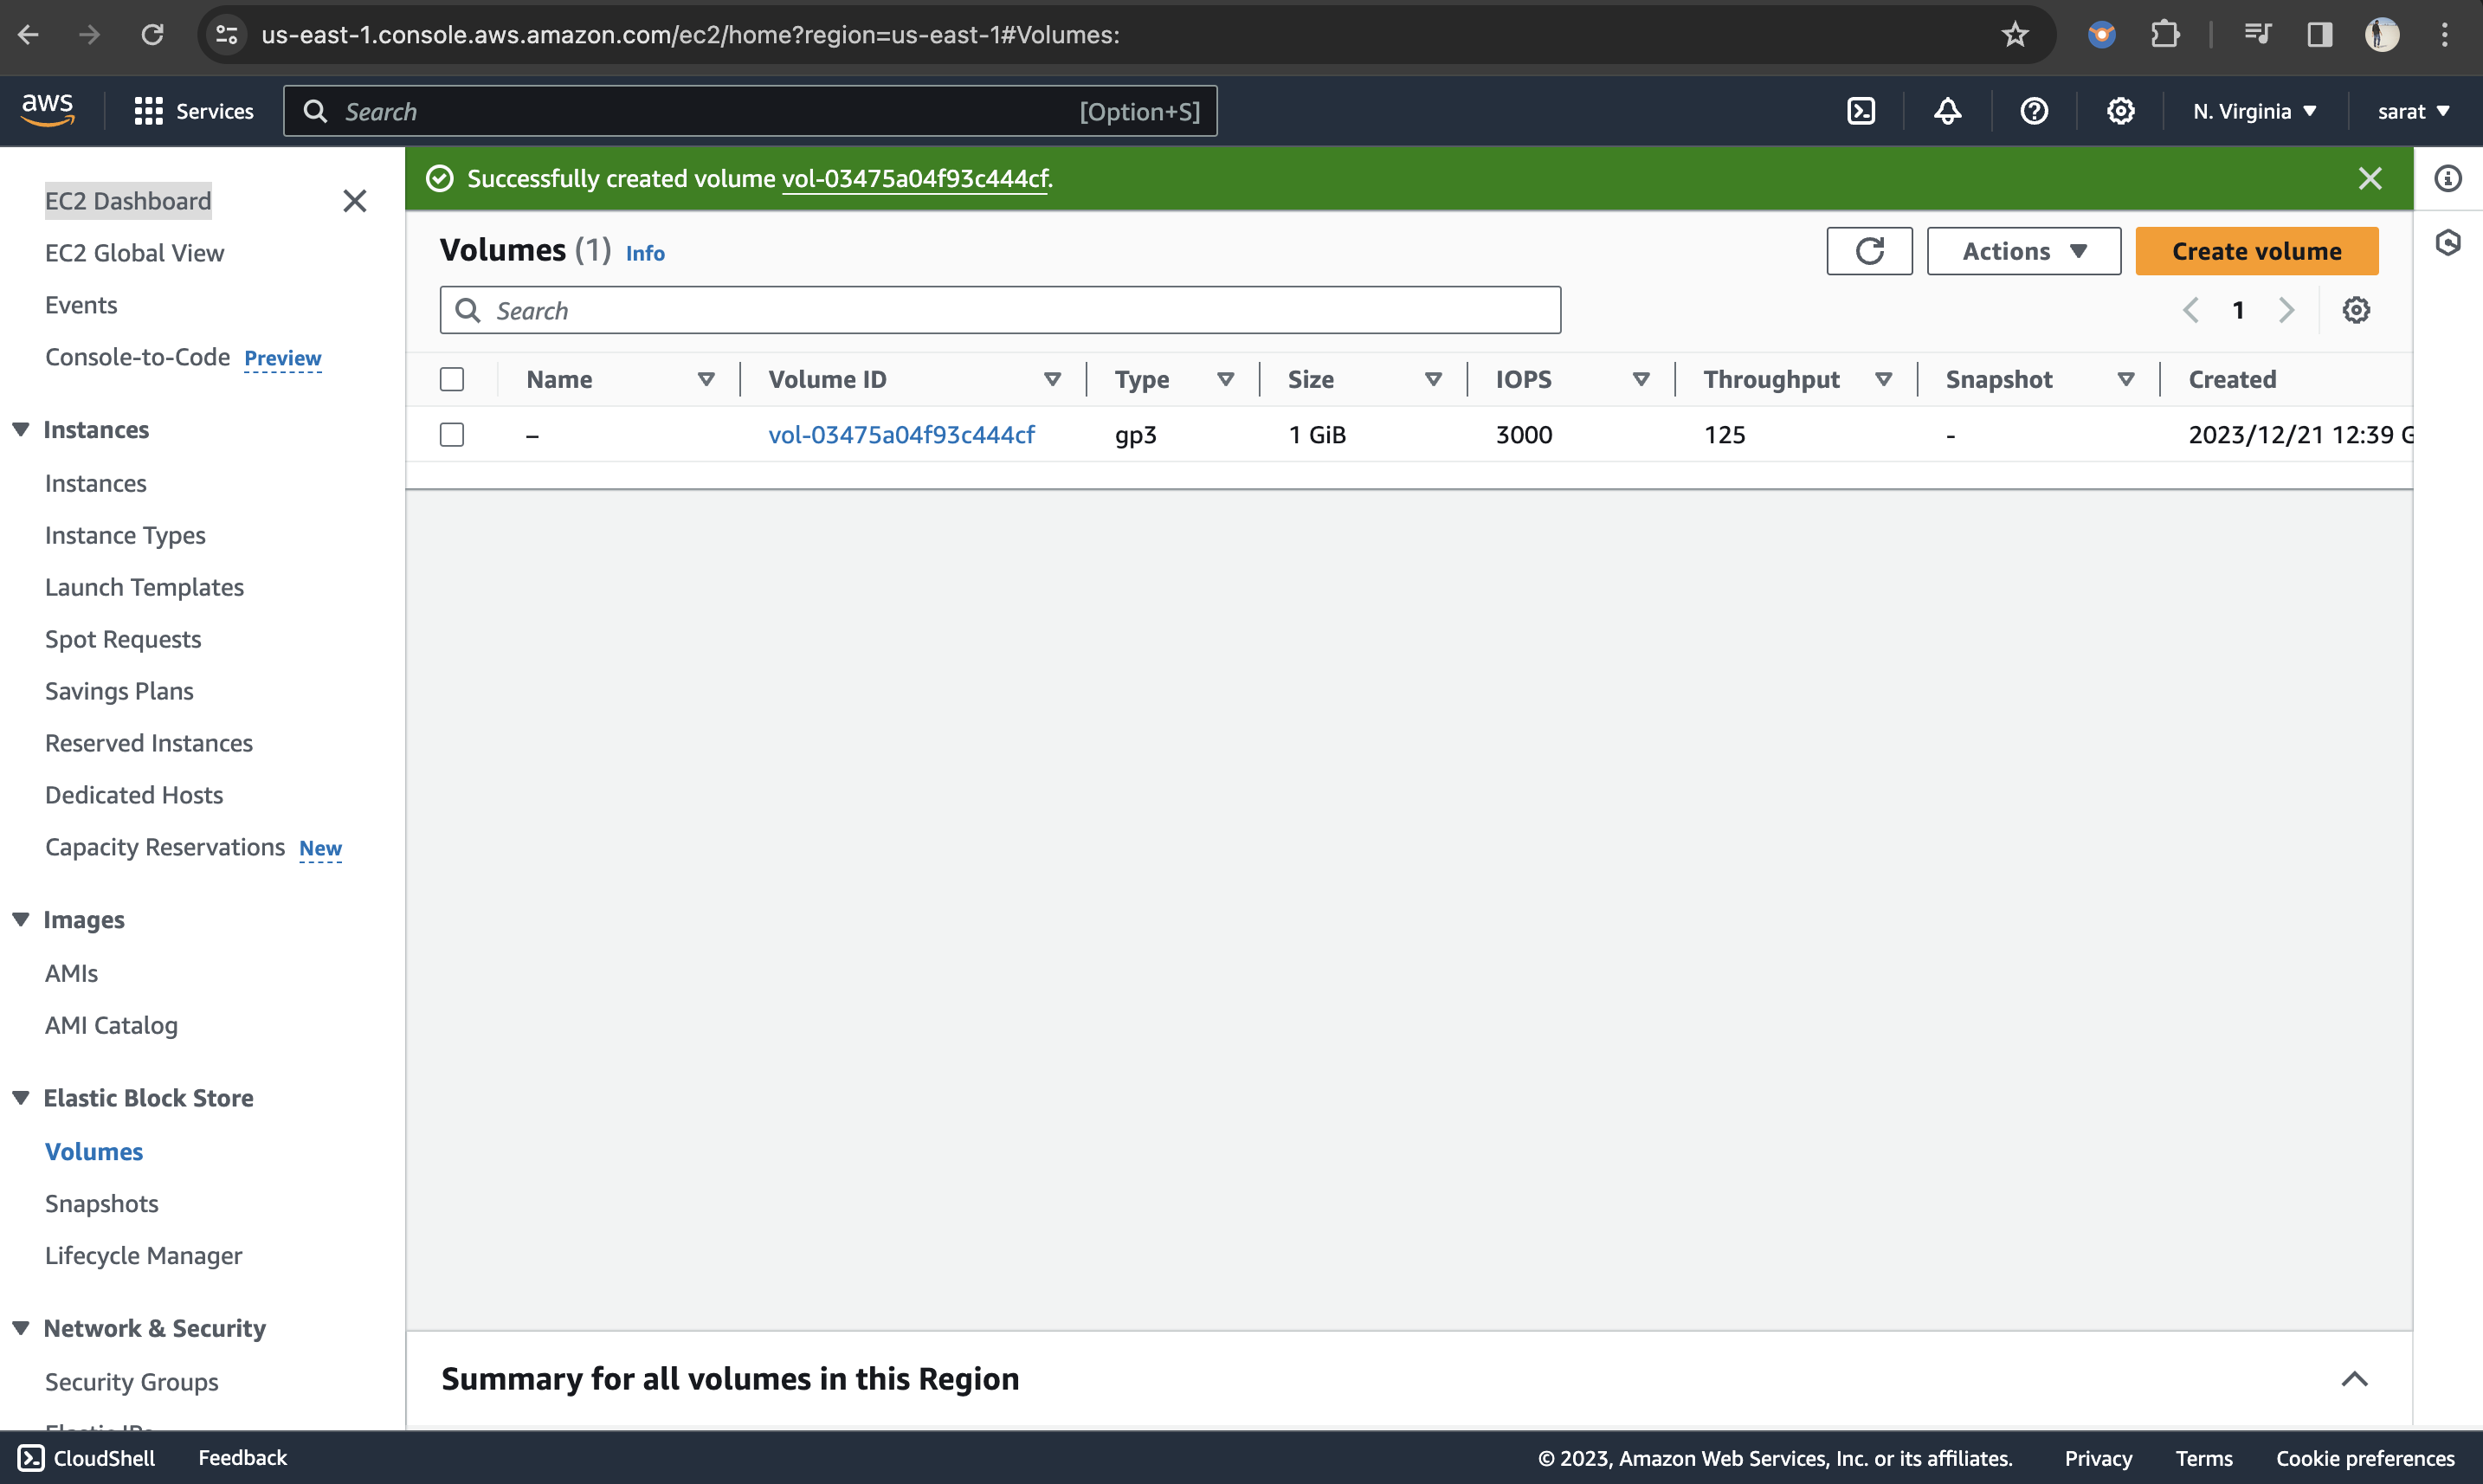 us-east-1.console.aws.amazon.com/ec2/home?region=us-east-1#Volumes:
aws
Services
Search
[Option+S]
N. Virginia
sarat
EC2 Dashboard
EC2 Global View
Events
Console-to-Code Preview
Instances
Instances
Instance Types
Launch Templates
Spot Requests
Savings Plans
Reserved Instances
Dedicated Hosts
Capacity Reservations New
Images
AMIs
AMI Catalog
Elastic Block Store
Volumes
Snapshots
Lifecycle Manager
Network & Security
Security Groups
Successfully created volume vol-03475a04f93c444cf.
Volumes (1) Info
Actions
Create volume
Search
1
Name Volume ID Type Size IOPS Throughput Snapshot Created
– vol-03475a04f93c444cf gp3 1 GiB 3000 125 - 2023/12/21 12:39 G
Summary for all volumes in this Region
CloudShell Feedback © 2023, Amazon Web Services, Inc. or its affiliates. Privacy Terms Cookie preferences